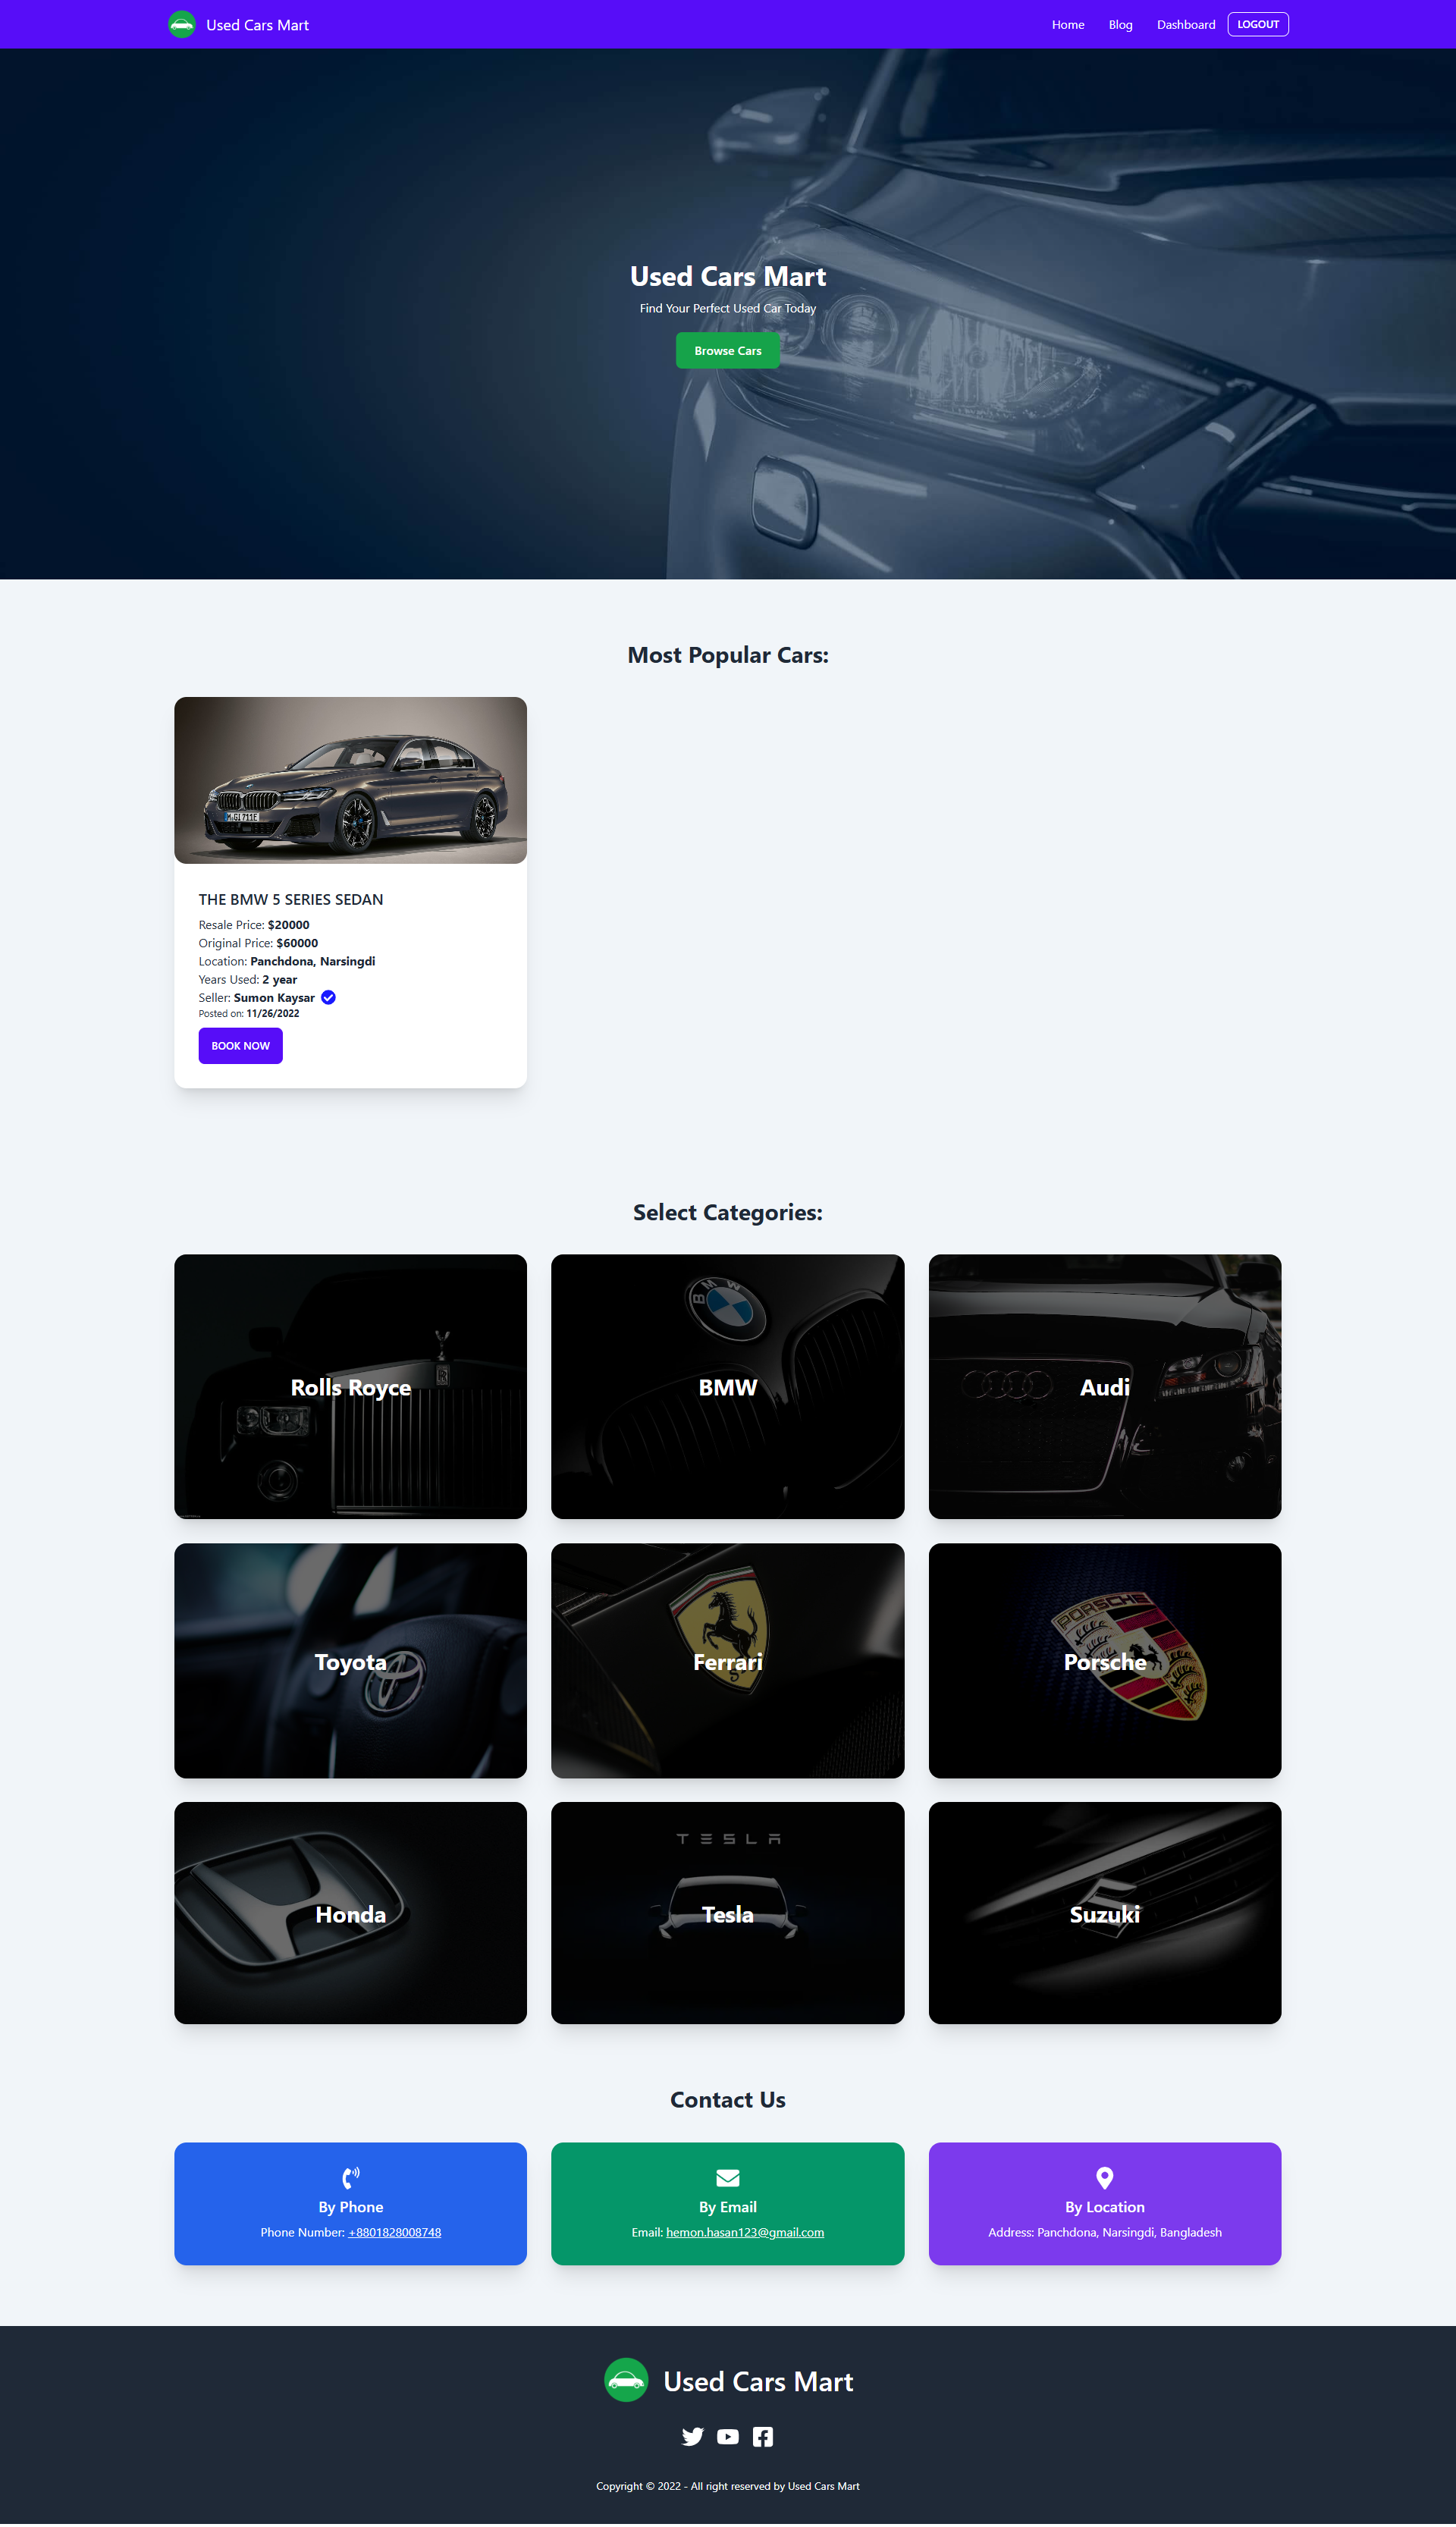 Used Cars Mart
Home
Blog
Dashboard
LOGOUT
Used Cars Mart
Find Your Perfect Used Car Today
Browse Cars
Most Popular Cars:
THE BMW 5 SERIES SEDAN
Resale Price: $20000
Original Price: $60000
Location: Panchdona, Narsingdi
Years Used: 2 year
Seller: Sumon Kaysar
Posted on: 11/26/2022
BOOK NOW
Select Categories:
Rolls Royce
BMW
BMW
Audi
Toyota
Ferrari
PORSCHE
Porsche
Honda
TESLA
Tesla
Suzuki
Contact Us
By Phone
Phone Number: +8801828008748
By Email
Email: hemon.hasan123@gmail.com
By Location
Address: Panchdona, Narsingdi, Bangladesh
Used Cars Mart
Copyright © 2022 - All right reserved by Used Cars Mart